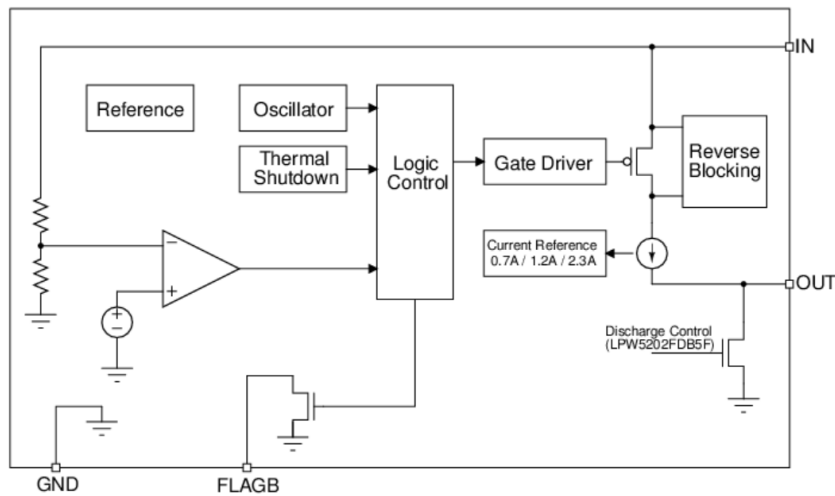 IN
Reference
Oscillator
Thermal
Shutdown
Logic
Control
Gate Driver
Reverse
Blocking
Current Reference
0.7A / 1.2A / 2.3A
−
+
+
−
OUT
Discharge Control
(LPW5202FDB5F)
GND
FLAGB